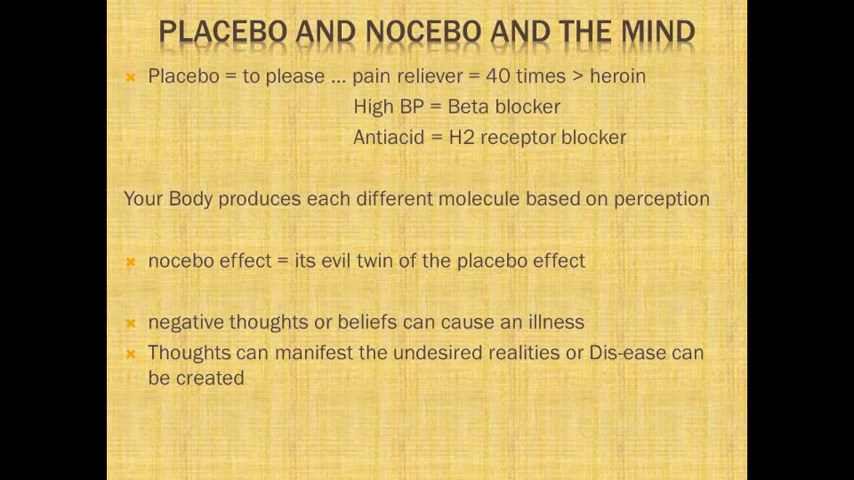 PLACEBO AND NOCEBO AND THE MIND
Placebo = to please ... pain reliever = 40 times > heroin
High BP = Beta blocker
Antiacid = H2 receptor blocker
Your Body produces each different molecule based on perception
nocebo effect = its evil twin of the placebo effect
negative thoughts or beliefs can cause an illness
Thoughts can manifest the undesired realities or Dis-ease can
be created